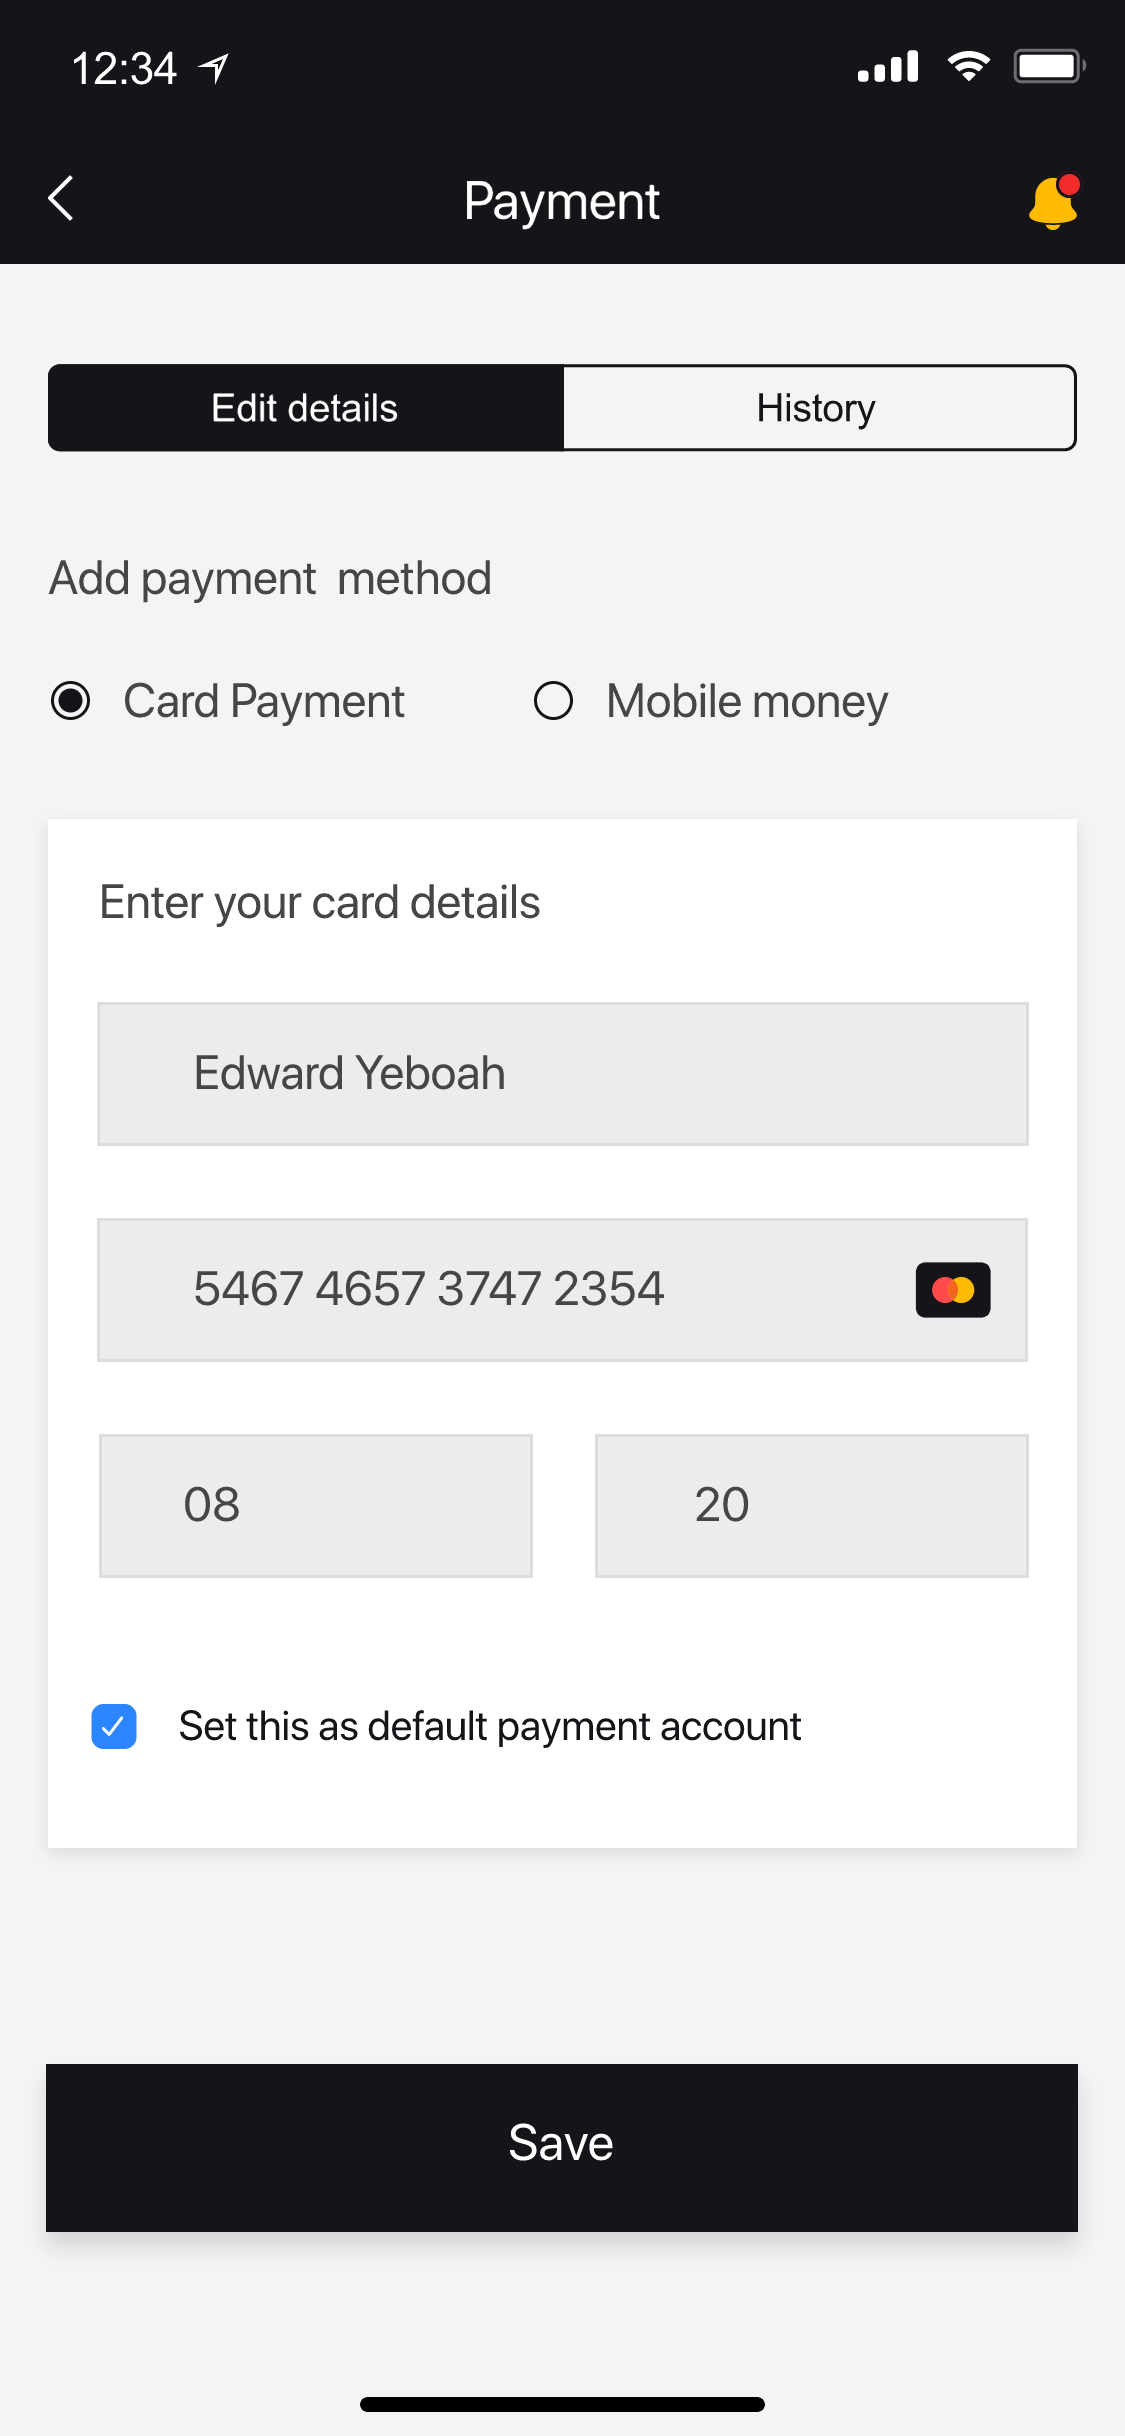 12:34
Payment
Edit details
History
Add payment  method
Card Payment
Mobile money
Enter your card details
Edward Yeboah
5467 4657 3747 2354
08
20
Set this as default payment account
Save